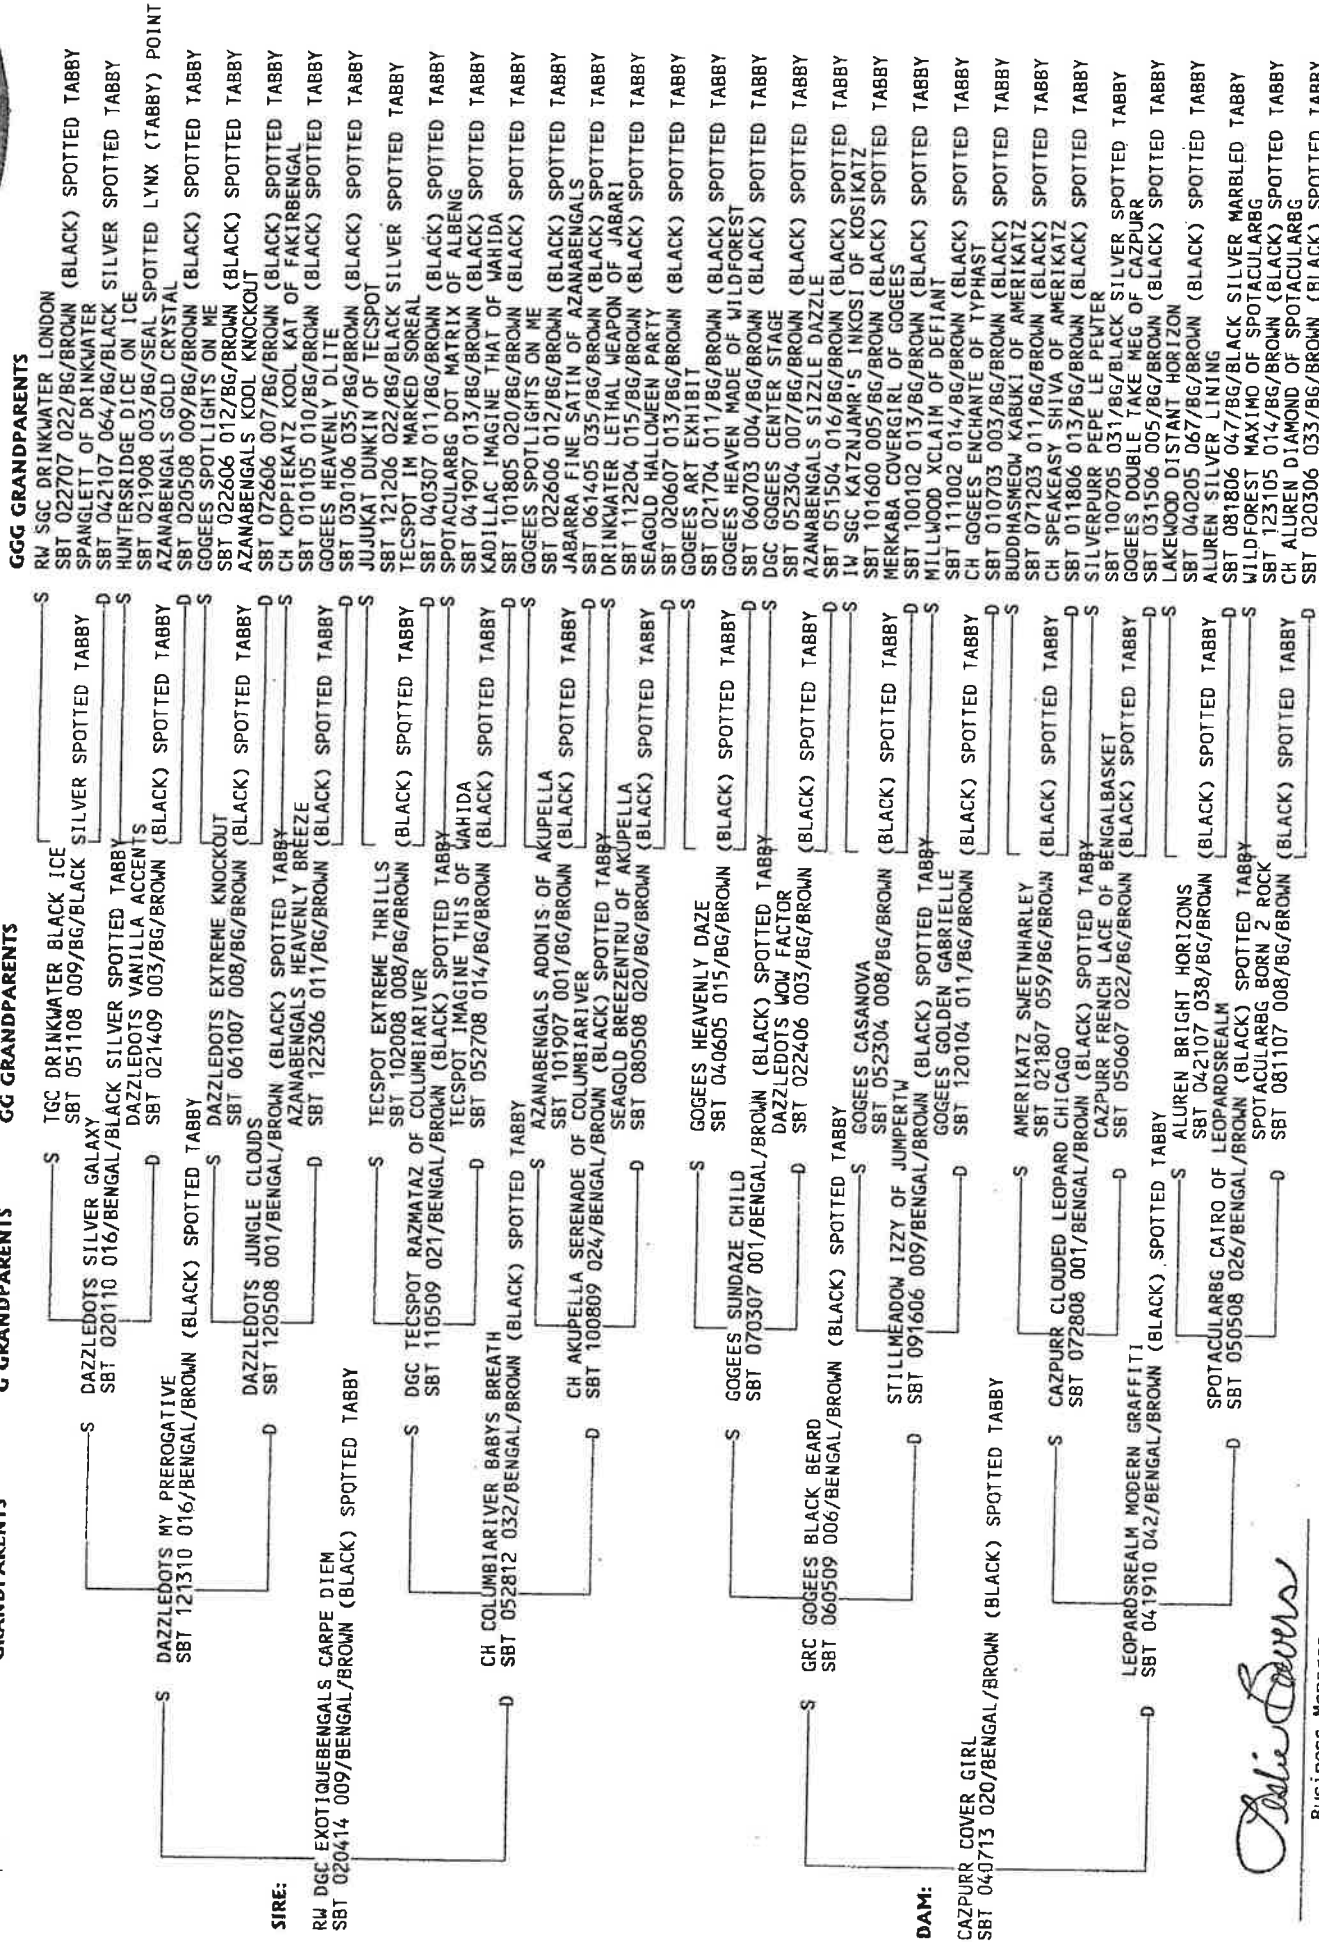 SIRE:
RW DGC EXOTIQUEBENGALS CARPE DIEM
SBT 020414 009/BENGAL/BROWN (BLACK) SPOTTED TABBY
DAM:
CAZPURR COVER GIRL
SBT 040713 020/BENGAL/BROWN (BLACK) SPOTTED TABBY
GRANDPARENTS
S
DAZZLEDOTS MY PREROGATIVE
SBT 121310 016/BENGAL/BROWN (BLACK) SPOTTED TABBY
CH COLUMBIARIVER BABYS BREATH
SBT 052812 032/BENGAL/BROWN (BLACK) SPOTTED TABBY
D
S
GRC GOGEES BLACK BEARD
SBT 060509 006/BENGAL/BROWN (BLACK) SPOTTED TABBY
LEOPARDSREALM MODERN GRAFFITI
SBT 041910 042/BENGAL/BROWN (BLACK) SPOTTED TABBY
D
G GRANDPARENTS
S
DAZZLEDOTS SILVER GALAXY
SBT 020110 016/BENGAL/BLACK SILVER SPOTTED TABBY
DAZZLEDOTS JUNGLE CLOUDS
SBT 120508 001/BENGAL/BROWN (BLACK) SPOTTED TABBY
D
S
DGC TECSPOT RAZMATAZ OF COLUMBIARIVER
SBT 110509 021/BENGAL/BROWN (BLACK) SPOTTED TABBY
CH AKUPELLA SERENADE OF COLUMBIARIVER
SBT 100809 024/BENGAL/BROWN (BLACK) SPOTTED TABBY
D
S
GOGEES SUNDAZE CHILD
SBT 070307 001/BENGAL/BROWN (BLACK) SPOTTED TABBY
STILLMEADOW IZZY OF JUMPERTW
SBT 091606 009/BENGAL/BROWN (BLACK) SPOTTED TABBY
D
S
CAZPURR CLOUDED LEOPARD CHICAGO
SBT 072808 001/BENGAL/BROWN (BLACK) SPOTTED TABBY
SPOTACULARBG CAIRO OF LEOPARDSREALM
SBT 050508 026/BENGAL/BROWN (BLACK) SPOTTED TABBY
D
GG GRANDPARENTS
S
TGC DRINKWATER BLACK ICE
SBT 051108 009/BG/BLACK SILVER SPOTTED TABBY
DAZZLEDOTS VANILLA ACCENTS
SBT 021409 003/BG/BROWN (BLACK) SPOTTED TABBY
D
S
DAZZLEDOTS EXTREME KNOCKOUT
SBT 061007 008/BG/BROWN (BLACK) SPOTTED TABBY
AZANABENGALS HEAVENLY BREEZE
SBT 122306 011/BG/BROWN (BLACK) SPOTTED TABBY
D
S
TECSPOT EXTREME THRILLS
SBT 102008 008/BG/BROWN (BLACK) SPOTTED TABBY
TECSPOT IMAGINE THIS OF WAHIDA
SBT 052708 014/BG/BROWN (BLACK) SPOTTED TABBY
D
S
AZANABENGALS ADONIS OF AKUPELLA
SBT 101907 001/BG/BROWN (BLACK) SPOTTED TABBY
SEAGOLD BREEZENTRU OF AKUPELLA
SBT 080508 020/BG/BROWN (BLACK) SPOTTED TABBY
D
S
GOGEES HEAVENLY DAZE
SBT 040605 015/BG/BROWN (BLACK) SPOTTED TABBY
DAZZLEDOTS WOW FACTOR
SBT 022406 003/BG/BROWN (BLACK) SPOTTED TABBY
D
S
GOGEES CASANOVA
SBT 052304 008/BG/BROWN (BLACK) SPOTTED TABBY
GOGEES GOLDEN GABRIELLE
SBT 120104 011/BG/BROWN (BLACK) SPOTTED TABBY
D
S
AMERIKATZ SWEETNHARLEY
SBT 021807 059/BG/BROWN (BLACK) SPOTTED TABBY
CAZPURR FRENCH LACE OF BENGALBASKET
SBT 050607 022/BG/BROWN (BLACK) SPOTTED TABBY
D
S
ALUREN BRIGHT HORIZONS
SBT 042107 038/BG/BROWN (BLACK) SPOTTED TABBY
SPOTACULARBG BORN 2 ROCK
SBT 081107 008/BG/BROWN (BLACK) SPOTTED TABBY
D
GGG GRANDPARENTS
S RW SGC DRINKWATER LONDON
SBT 022707 022/BG/BROWN (BLACK) SPOTTED TABBY
SPANGLETT OF DRINKWATER
D SBT 042107 064/BG/BLACK SILVER SPOTTED TABBY
S HUNTERSRIDGE DICE ON ICE
SBT 021908 003/BG/SEAL SPOTTED LYNX (TABBY) POINT
AZANABENGALS GOLD CRYSTAL
D SBT 020508 009/BG/BROWN (BLACK) SPOTTED TABBY
S GOGEES SPOTLIGHTS ON ME
SBT 022606 012/BG/BROWN (BLACK) SPOTTED TABBY
AZANABENGALS KOOL KNOCKOUT
D SBT 072606 007/BG/BROWN (BLACK) SPOTTED TABBY
S CH KOPPIEKATZ KOOL KAT OF FAKIRBENGAL
SBT 010105 010/BG/BROWN (BLACK) SPOTTED TABBY
GOGEES HEAVENLY DLITE
D SBT 030106 035/BG/BROWN (BLACK) SPOTTED TABBY
S JUJUKAT DUNKIN OF TECSPOT
SBT 121206 022/BG/BLACK SILVER SPOTTED TABBY
TECSPOT IM MARKED SOREAL
D SBT 040307 011/BG/BROWN (BLACK) SPOTTED TABBY
S SPOTACULARBG DOT MATRIX OF ALBENG
SBT 041907 013/BG/BROWN (BLACK) SPOTTED TABBY
KADILLAC IMAGINE THAT OF WAHIDA
D SBT 101805 020/BG/BROWN (BLACK) SPOTTED TABBY
S GOGEES SPOTLIGHTS ON ME
SBT 022606 012/BG/BROWN (BLACK) SPOTTED TABBY
JABARRA FINE SATIN OF AZANABENGALS
D SBT 061405 035/BG/BROWN (BLACK) SPOTTED TABBY
S DRINKWATER LETHAL WEAPON OF JABARI
SBT 112204 015/BG/BROWN (BLACK) SPOTTED TABBY
SEAGOLD HALLOWEEN PARTY
D SBT 020607 013/BG/BROWN (BLACK) SPOTTED TABBY
S GOGEES ART EXHIBIT
SBT 021704 011/BG/BROWN (BLACK) SPOTTED TABBY
GOGEES HEAVEN MADE OF WILDFOREST
D SBT 060703 004/BG/BROWN (BLACK) SPOTTED TABBY
S DGC GOGEES CENTER STAGE
SBT 052304 007/BG/BROWN (BLACK) SPOTTED TABBY
AZANABENGALS SIZZLE DAZZLE
D SBT 051504 016/BG/BROWN (BLACK) SPOTTED TABBY
S IW SGC KATZNJAMR'S INKOSI OF KOSIKATZ
SBT 101600 005/BG/BROWN (BLACK) SPOTTED TABBY
MERKABA COVERGIRL OF GOGEES
D SBT 100102 013/BG/BROWN (BLACK) SPOTTED TABBY
S MILLWOOD XCLAIM OF DEFIANT
SBT 111002 014/BG/BROWN (BLACK) SPOTTED TABBY
CH GOGEES ENCHANTE OF TYPHAST
D SBT 010703 003/BG/BROWN (BLACK) SPOTTED TABBY
S BUDDHASMEOW KABUKI OF AMERIKATZ
SBT 071203 011/BG/BROWN (BLACK) SPOTTED TABBY
CH SPEAKEASY SHIVA OF AMERIKATZ
D SBT 011806 013/BG/BROWN (BLACK) SPOTTED TABBY
S SILVERPURR PEPE LE PEWTER
SBT 100705 031/BG/BLACK SILVER SPOTTED TABBY
GOGEES DOUBLE TAKE MEG OF CAZPURR
D SBT 031506 005/BG/BROWN (BLACK) SPOTTED TABBY
S LAKEWOOD DISTANT HORIZON
SBT 040205 067/BG/BROWN (BLACK) SPOTTED TABBY
ALUREN SILVER LINING
D SBT 081806 047/BG/BLACK SILVER MARBLED TABBY
S WILDFOREST MAXIMO OF SPOTACULARBG
SBT 123105 014/BG/BROWN (BLACK) SPOTTED TABBY
CH ALUREN DIAMOND OF SPOTACULARBG
D SBT 020306 033/BG/BROWN (BLACK) SPOTTED TABBY
Leslie Bowers
Business Manager